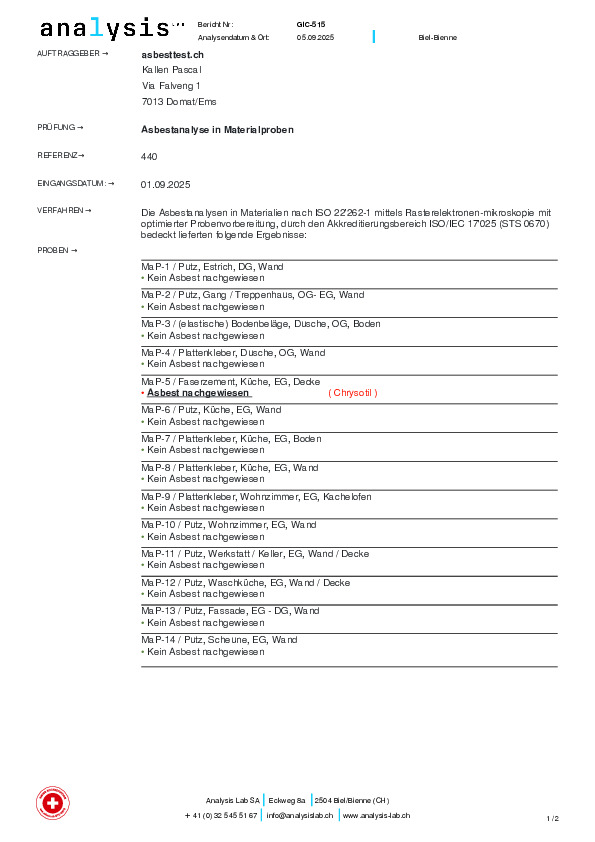 analysis
Bericht Nr: GIC-515
Analysendatum & Ort: 05.09.2025 Biel-Bienne
AUFTRAGGEBER → asbesttest.ch
Kallen Pascal
Via Falveng 1
7013 Domat/Ems
PRÜFUNG → Asbestanalyse in Materialproben
REFERENZ → 440
EINGANGSDATUM: → 01.09.2025
VERFAHREN → Die Asbestanalysen in Materialien nach ISO 22'262-1 mittels Rasterelektronen-mikroskopie mit
optimierter Probenvorbereitung, durch den Akkreditierungsbereich ISO/IEC 17'025 (STS 0670)
bedeckt lieferten folgende Ergebnisse:
PROBEN →
MaP-1 / Putz, Estrich, DG, Wand
• Kein Asbest nachgewiesen
MaP-2 / Putz, Gang / Treppenhaus, OG- EG, Wand
• Kein Asbest nachgewiesen
MaP-3 / (elastische) Bodenbeläge, Dusche, OG, Boden
• Kein Asbest nachgewiesen
MaP-4 / Plattenkleber, Dusche, OG, Wand
• Kein Asbest nachgewiesen
MaP-5 / Faserzement, Küche, EG, Decke
• Asbest nachgewiesen ( Chrysotil )
MaP-6 / Putz, Küche, EG, Wand
• Kein Asbest nachgewiesen
MaP-7 / Plattenkleber, Küche, EG, Boden
• Kein Asbest nachgewiesen
MaP-8 / Plattenkleber, Küche, EG, Wand
• Kein Asbest nachgewiesen
MaP-9 / Plattenkleber, Wohnzimmer, EG, Kachelofen
• Kein Asbest nachgewiesen
MaP-10 / Putz, Wohnzimmer, EG, Wand
• Kein Asbest nachgewiesen
MaP-11 / Putz, Werkstatt / Keller, EG, Wand / Decke
• Kein Asbest nachgewiesen
MaP-12 / Putz, Waschküche, EG, Wand / Decke
• Kein Asbest nachgewiesen
MaP-13 / Putz, Fassade, EG - DG, Wand
• Kein Asbest nachgewiesen
MaP-14 / Putz, Scheune, EG, Wand
• Kein Asbest nachgewiesen
Analysis Lab SA | Eckweg 8a | 2504 Biel/Bienne (CH)
+ 41 (0) 32 545 51 67 | info@analysislab.ch | www.analysis-lab.ch
1 / 2